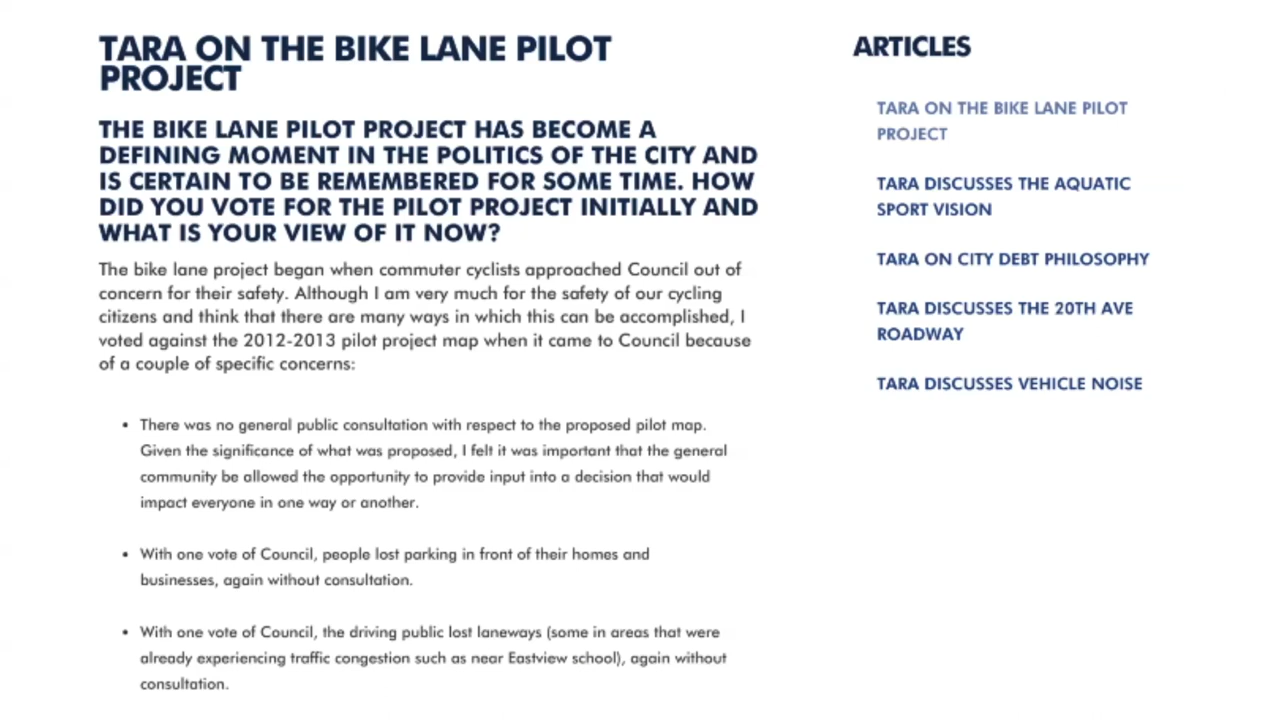 TARA ON THE BIKE LANE PILOT
PROJECT
THE BIKE LANE PILOT PROJECT HAS BECOME A
DEFINING MOMENT IN THE POLITICS OF THE CITY AND
IS CERTAIN TO BE REMEMBERED FOR SOME TIME. HOW
DID YOU VOTE FOR THE PILOT PROJECT INITIALLY AND
WHAT IS YOUR VIEW OF IT NOW?
The bike lane project began when commuter cyclists approached Council out of
concern for their safety. Although I am very much for the safety of our cycling
citizens and think that there are many ways in which this can be accomplished, I
voted against the 2012-2013 pilot project map when it came to Council because
of a couple of specific concerns:
• There was no general public consultation with respect to the proposed pilot map.
Given the significance of what was proposed, I felt it was important that the general
community be allowed the opportunity to provide input into a decision that would
impact everyone in one way or another.
• With one vote of Council, people lost parking in front of their homes and
businesses, again without consultation.
• With one vote of Council, the driving public lost laneways (some in areas that were
already experiencing traffic congestion such as near Eastview school), again without
consultation.
ARTICLES
TARA ON THE BIKE LANE PILOT
PROJECT
TARA DISCUSSES THE AQUATIC
SPORT VISION
TARA ON CITY DEBT PHILOSOPHY
TARA DISCUSSES THE 20TH AVE
ROADWAY
TARA DISCUSSES VEHICLE NOISE